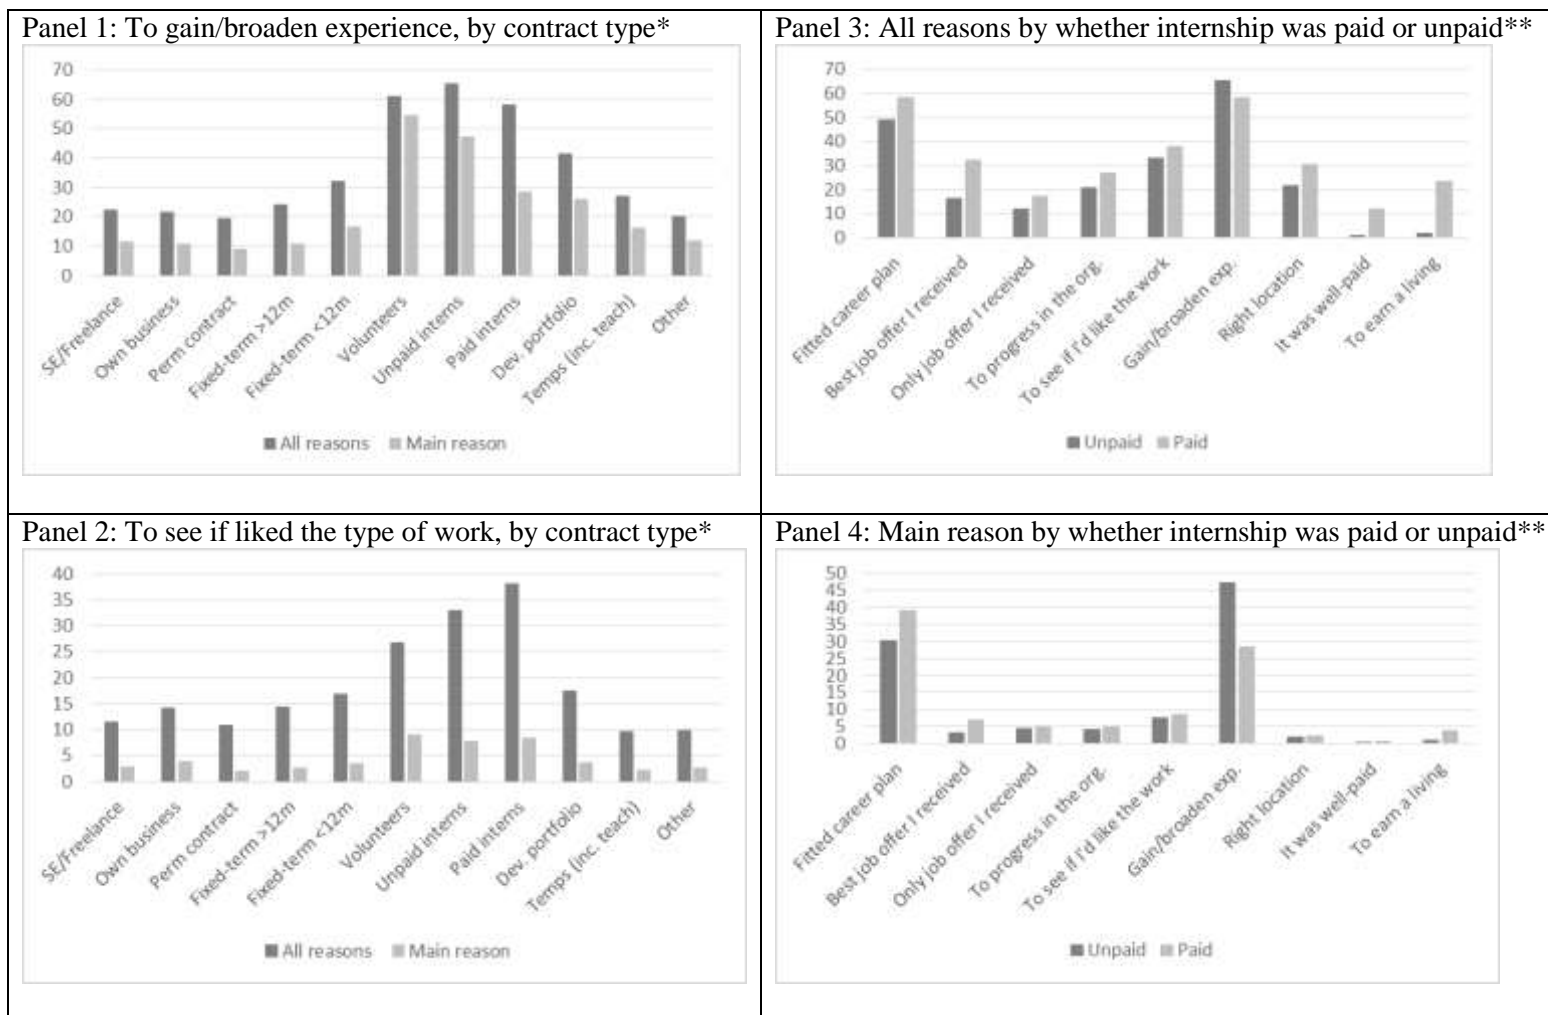 Panel 1: To gain/broaden experience, by contract type*
70
60
50
40
30
20
10
0
SE/Freelance
Own business
Perm contract
Fixed-term >12m
Fixed-term <12m
Volunteers
Unpaid interns
Paid interns
Dev. portfolio
Temps (inc. teach)
Other
All reasons Main reason
Panel 3: All reasons by whether internship was paid or unpaid**
70
60
50
40
30
20
10
0
Fitted career plan
Best job offer I received
Only job offer I received
To progress in the org.
To see if I'd like the work
Gain/broaden exp.
Right location
It was well-paid
To earn a living
Unpaid Paid
Panel 2: To see if liked the type of work, by contract type*
40
35
30
25
20
15
10
5
0
SE/Freelance
Own business
Perm contract
Fixed-term >12m
Fixed-term <12m
Volunteers
Unpaid interns
Paid interns
Dev. portfolio
Temps (inc. teach)
Other
All reasons Main reason
Panel 4: Main reason by whether internship was paid or unpaid**
50
45
40
35
30
25
20
15
10
5
0
Fitted career plan
Best job offer I received
Only job offer I received
To progress in the org.
To see if I'd like the work
Gain/broaden exp.
Right location
It was well-paid
To earn a living
Unpaid Paid